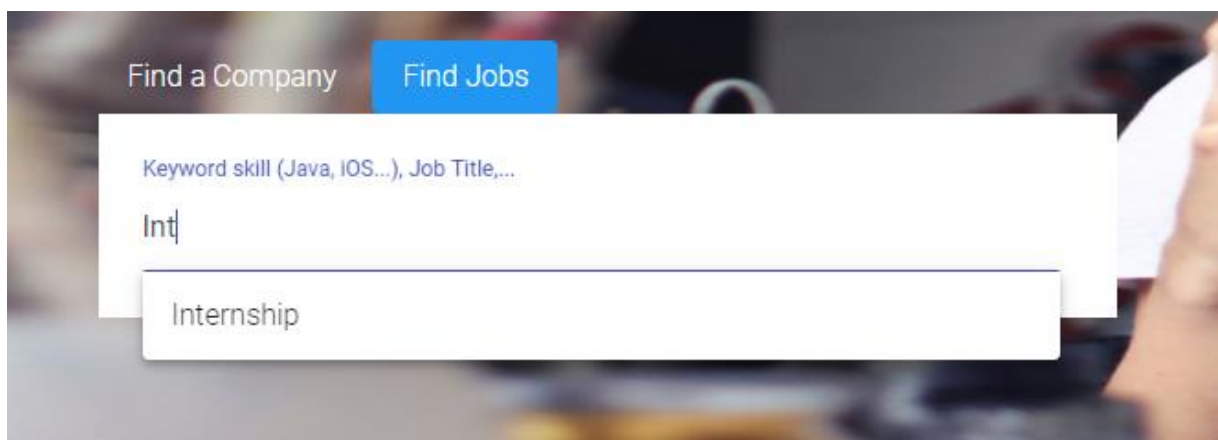 Find a Company
Find Jobs
Keyword skill (Java, iOS...), Job Title,...
Int
Internship